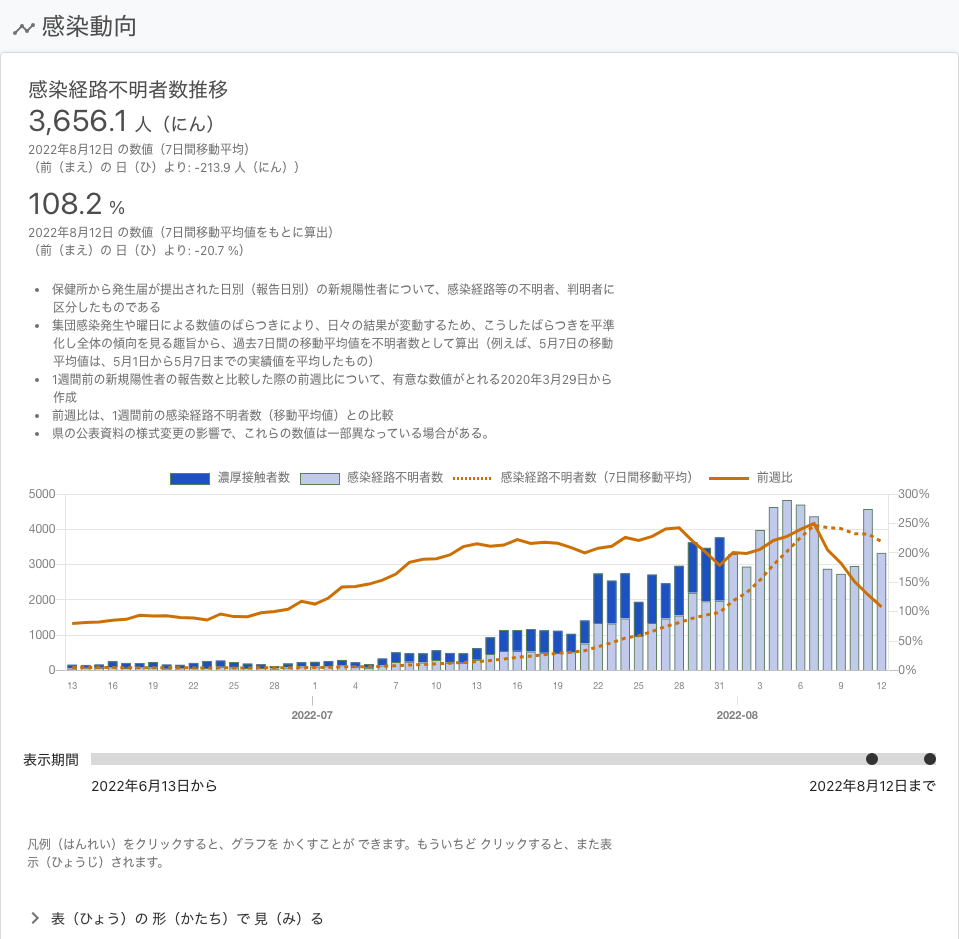 感染動向
感染経路不明者数推移
3,656.1 人（にん）
2022年8月12日 の数値（7日間移動平均）
（前（まえ）の 日（ひ）より: -213.9 人（にん））
108.2 %
2022年8月12日 の数値（7日間移動平均値をもとに算出）
（前（まえ）の 日（ひ）より: -20.7 %）
• 保健所から発生届が提出された日別（報告日別）の新規陽性者について、感染経路等の不明者、判明者に
区分したものである
• 集団感染発生や曜日による数値のばらつきにより、日々の結果が変動するため、こうしたばらつきを平準
化し全体の傾向を見る趣旨から、過去7日間の移動平均値を不明者数として算出（例えば、5月7日の移動
平均値は、5月1日から5月7日までの実績値を平均したもの）
• 1週間前の新規陽性者の報告数と比較した際の前週比について、有意な数値がとれる2020年3月29日から
作成
• 前週比は、1週間前の感染経路不明者数（移動平均値）との比較
• 県の公表資料の様式変更の影響で、これらの数値は一部異なっている場合がある。
濃厚接触者数 感染経路不明者数 感染経路不明者数（7日間移動平均） 前週比
5000 300%
250%
4000
200%
3000
150%
2000
100%
1000
50%
0 0%
13 16 19 22 25 28 1 4 7 10 13 16 19 22 25 28 31 3 6 9 12
2022-07 2022-08
表示期間
2022年6月13日から 2022年8月12日まで
凡例（はんれい）をクリックすると、グラフを かくすことが できます。もういちど クリックすると、また表
示（ひょうじ）されます。
表（ひょう）の 形（かたち）で 見（み）る